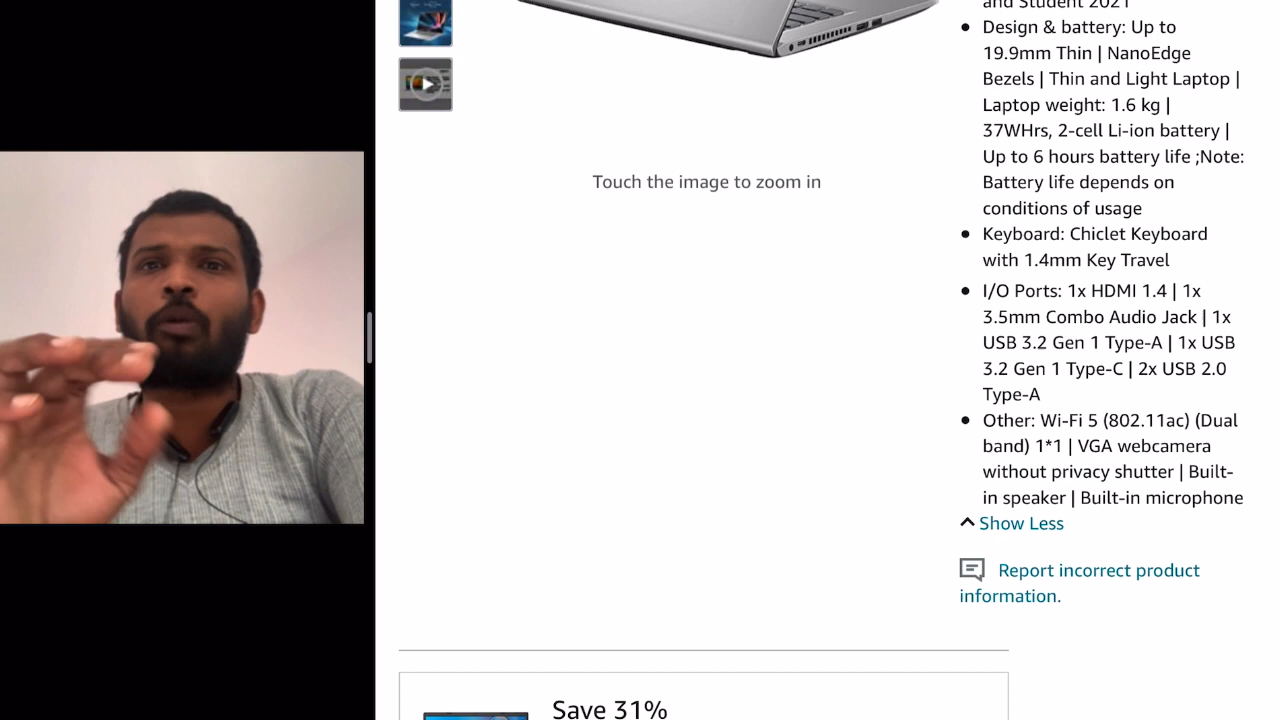 and Student 2021
Design & battery: Up to
19.9mm Thin | NanoEdge
Bezels | Thin and Light Laptop |
Laptop weight: 1.6 kg |
37WHrs, 2-cell Li-ion battery |
Up to 6 hours battery life ;Note:
Battery life depends on
conditions of usage
Keyboard: Chiclet Keyboard
with 1.4mm Key Travel
I/O Ports: 1x HDMI 1.4 | 1x
3.5mm Combo Audio Jack | 1x
USB 3.2 Gen 1 Type-A | 1x USB
3.2 Gen 1 Type-C | 2x USB 2.0
Type-A
Other: Wi-Fi 5 (802.11ac) (Dual
band) 1*1 | VGA webcamera
without privacy shutter | Built-
in speaker | Built-in microphone
Show Less
Report incorrect product
information.
Touch the image to zoom in
Save 31%